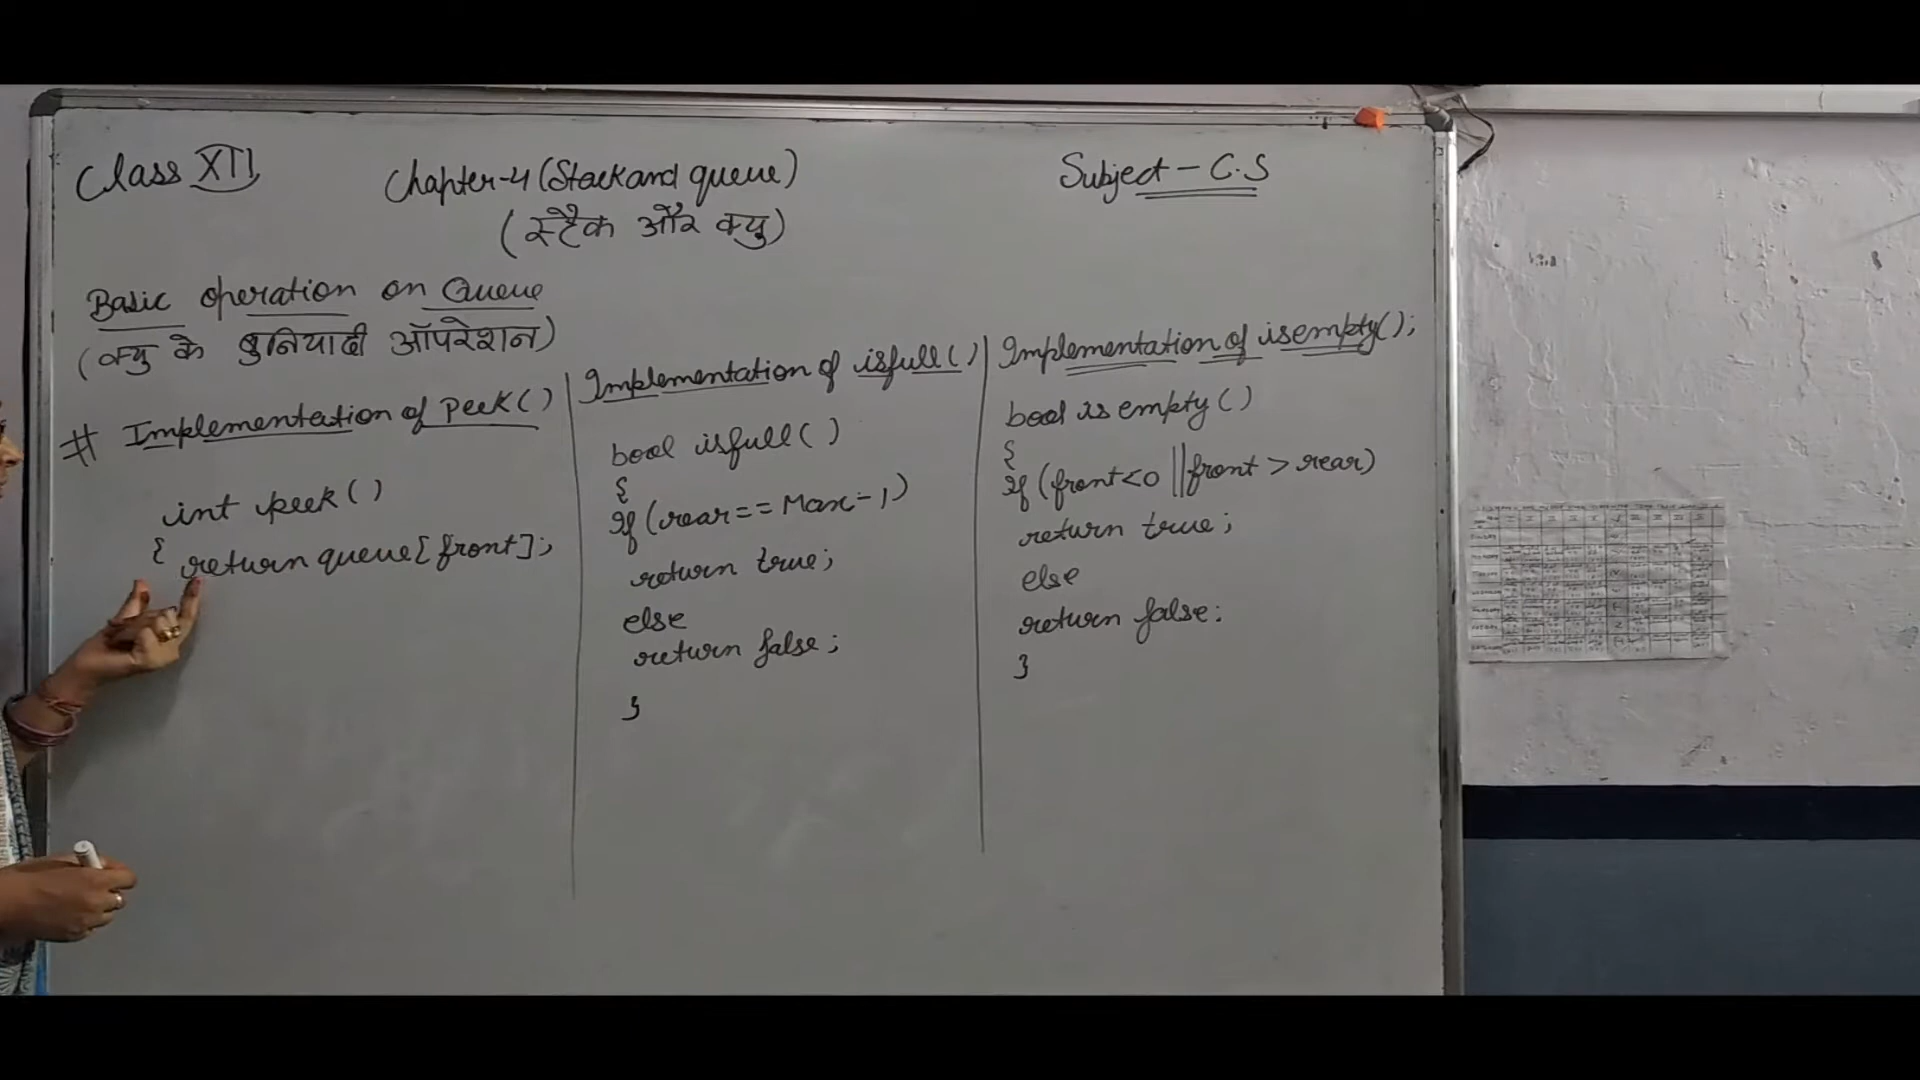 Class XII
Chapter-4 (Stack and queue)
Subject - C.S
(स्टैक और क्यु)
Basic operation on Queue
(क्यु के बुनियादी ऑपरेशन)
# Implementation of Peek()
int peek()
{ return queue[front];
Implementation of isfull()
bool isfull()
{
If (rear == Max-1)
return true;
else
return false;
}
Implementation of isempty();
bool is empty()
{
If (front<0 || front > rear)
return true;
else
return false;
}